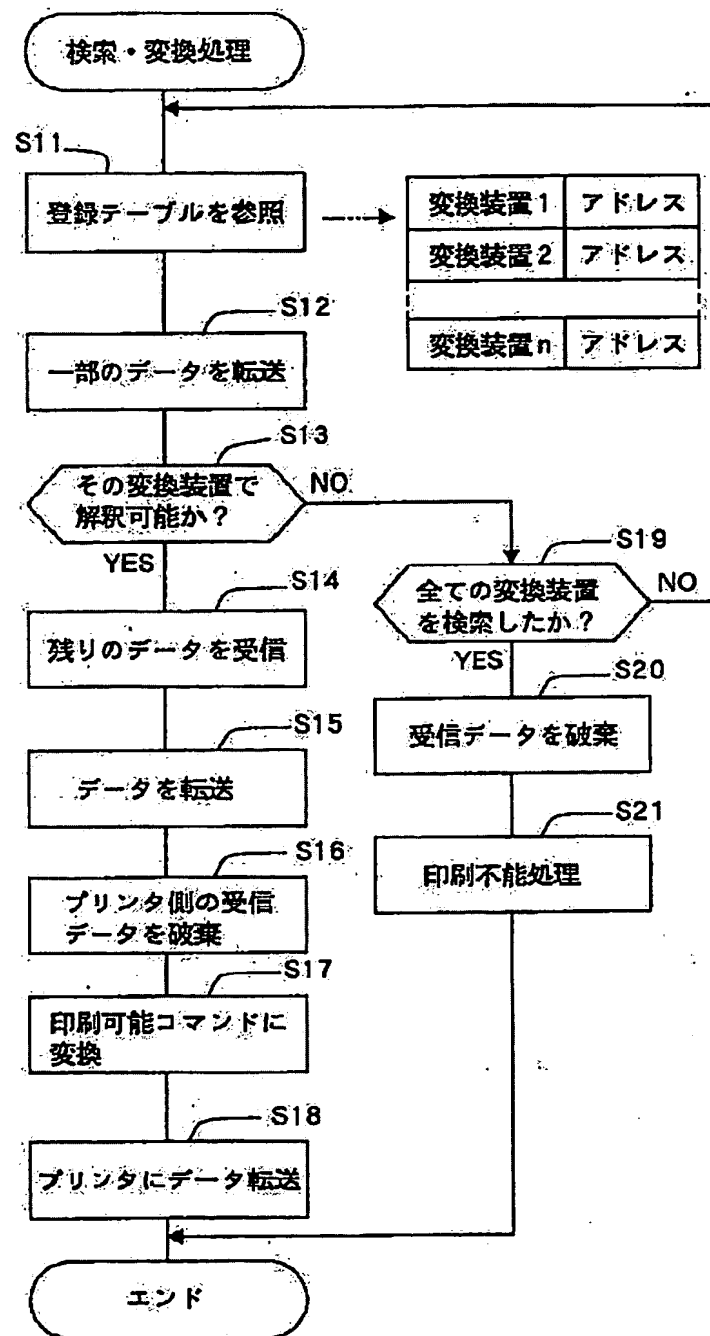 検索・変換処理
S11
登録テーブルを参照
変換装置1 アドレス
変換装置2 アドレス
変換装置n アドレス
S12
一部のデータを転送
S13
その変換装置で
解釈可能か?
NO
YES
S14
残りのデータを受信
S15
データを転送
S16
プリンタ側の受信
データを破棄
S17
印刷可能コマンドに
変換
S18
プリンタにデータ転送
S19
全ての変換装置
を検索したか?
NO
YES
S20
受信データを破棄
S21
印刷不能処理
エンド